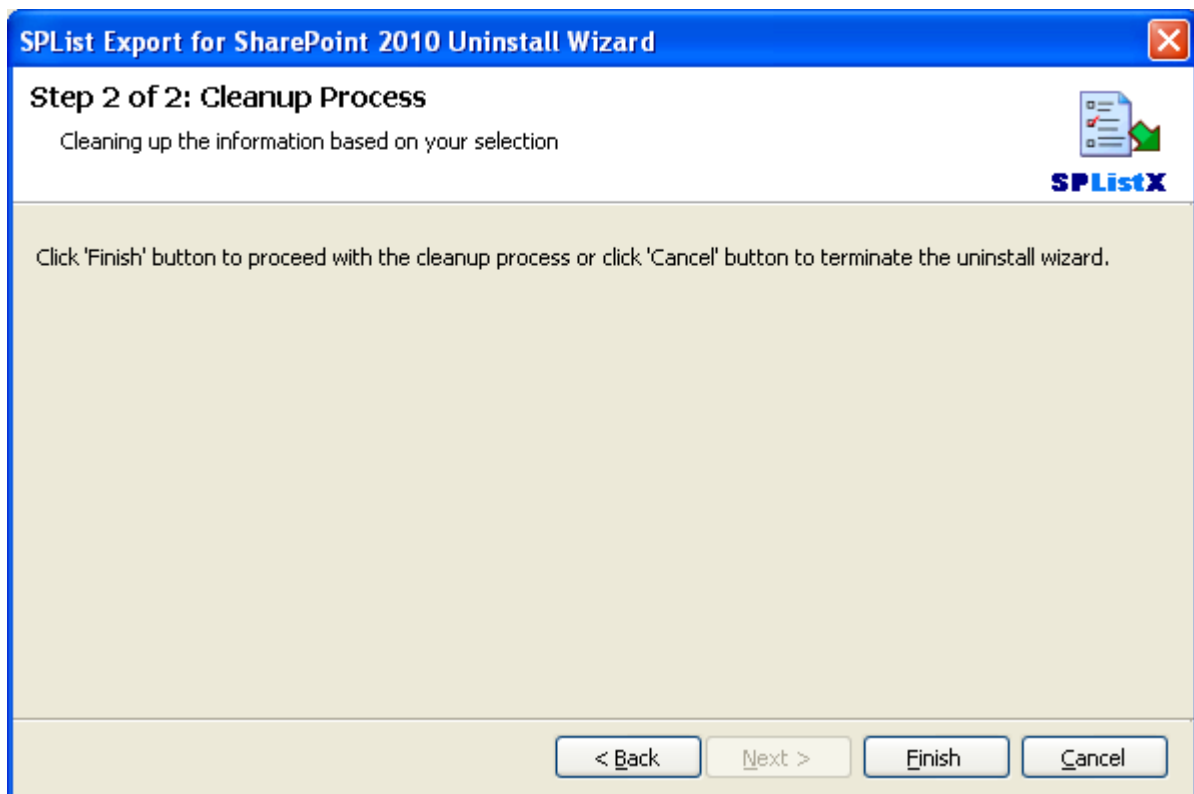 SPList Export for SharePoint 2010 Uninstall Wizard
Step 2 of 2: Cleanup Process
Cleaning up the information based on your selection
SPListX
Click 'Finish' button to proceed with the cleanup process or click 'Cancel' button to terminate the uninstall wizard.
< Back Next > Finish Cancel